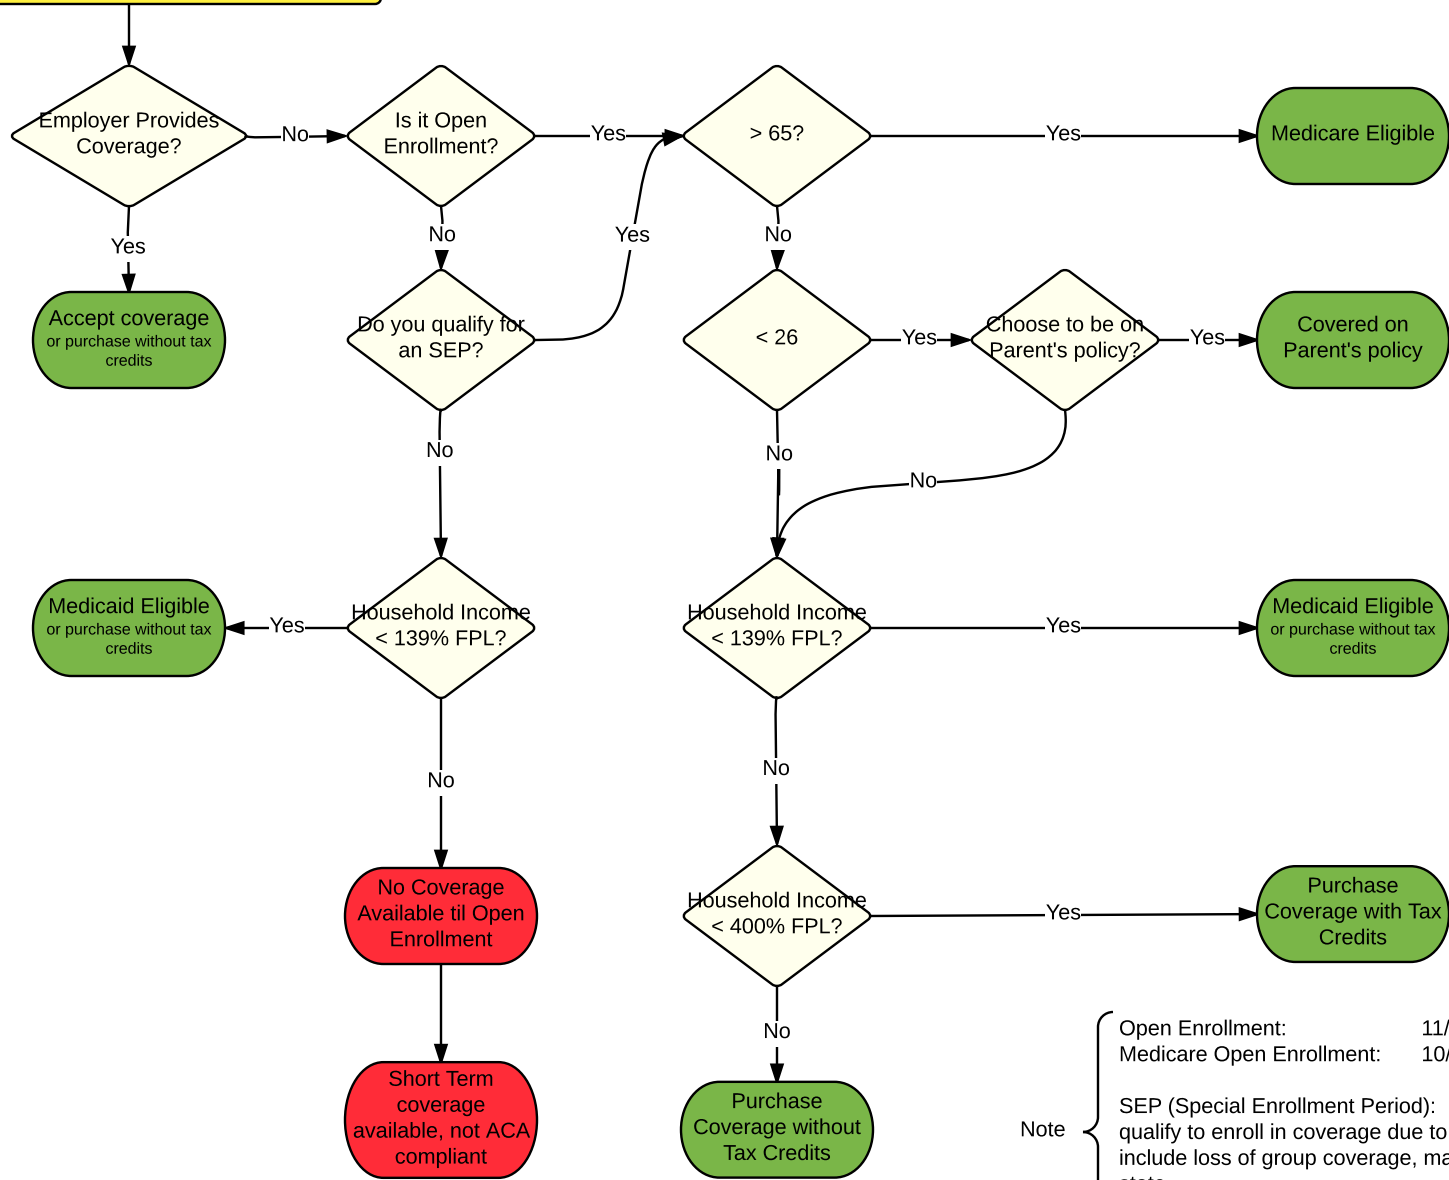 Employer Provides
Coverage?
No
Is it Open
Enrollment?
Yes
> 65?
Yes
Medicare Eligible
Yes
No
Yes
No
Accept coverage
or purchase without tax
credits
Do you qualify for
an SEP?
< 26
Yes
Choose to be on
Parent's policy?
Yes
Covered on
Parent's policy
No
No
No
Medicaid Eligible
or purchase without tax
credits
Yes
Household Income
< 139% FPL?
Household Income
< 139% FPL?
Yes
Medicaid Eligible
or purchase without tax
credits
No
No
No Coverage
Available til Open
Enrollment
Household Income
< 400% FPL?
Yes
Purchase
Coverage with Tax
Credits
No
Short Term
coverage
available, not ACA
compliant
Purchase
Coverage without
Tax Credits
Note
Open Enrollment: 11/
Medicare Open Enrollment: 10/
SEP (Special Enrollment Period):
qualify to enroll in coverage due to
include loss of group coverage,